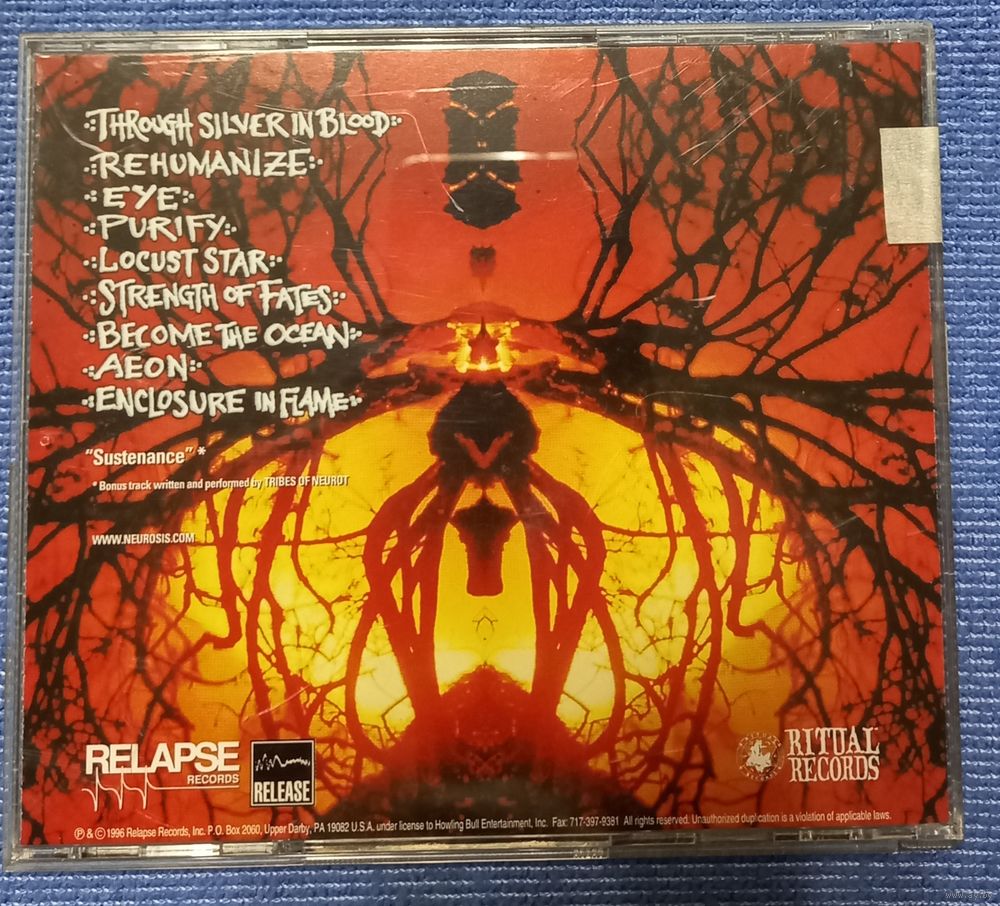 THROUGH SILVER IN BLOOD
REHUMANIZE
EYE
PURIFY
LOCUST STAR
STRENGTH OF FATES
BECOME THE OCEAN
AEON
ENCLOSURE IN FLAME
"Sustenance" *
* Bonus track written and performed by TRIBES OF NEUROT
WWW.NEUROSIS.COM
RELAPSE
RECORDS
RELEASE
RITUAL
RECORDS
℗ & © 1996 Relapse Records, Inc. P.O. Box 2060, Upper Darby, PA 19082 U.S.A. under license to Howling Bull Entertainment, Inc. Fax: 717-397-9381 All rights reserved. Unauthorized duplication is a violation of applicable laws.